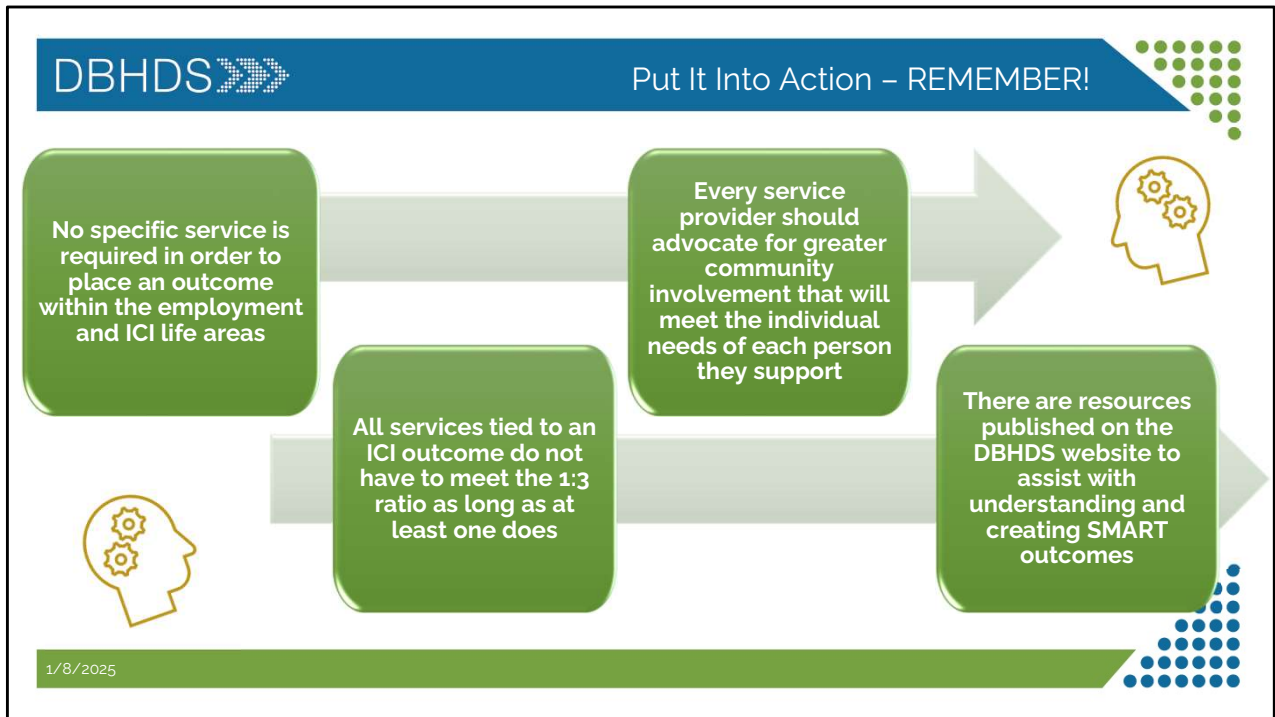 DBHDS
Put It Into Action – REMEMBER!
No specific service is
required in order to
place an outcome
within the employment
and ICI life areas
All services tied to an
ICI outcome do not
have to meet the 1:3
ratio as long as at
least one does
Every service
provider should
advocate for greater
community
involvement that will
meet the individual
needs of each person
they support
There are resources
published on the
DBHDS website to
assist with
understanding and
creating SMART
outcomes
1/8/2025